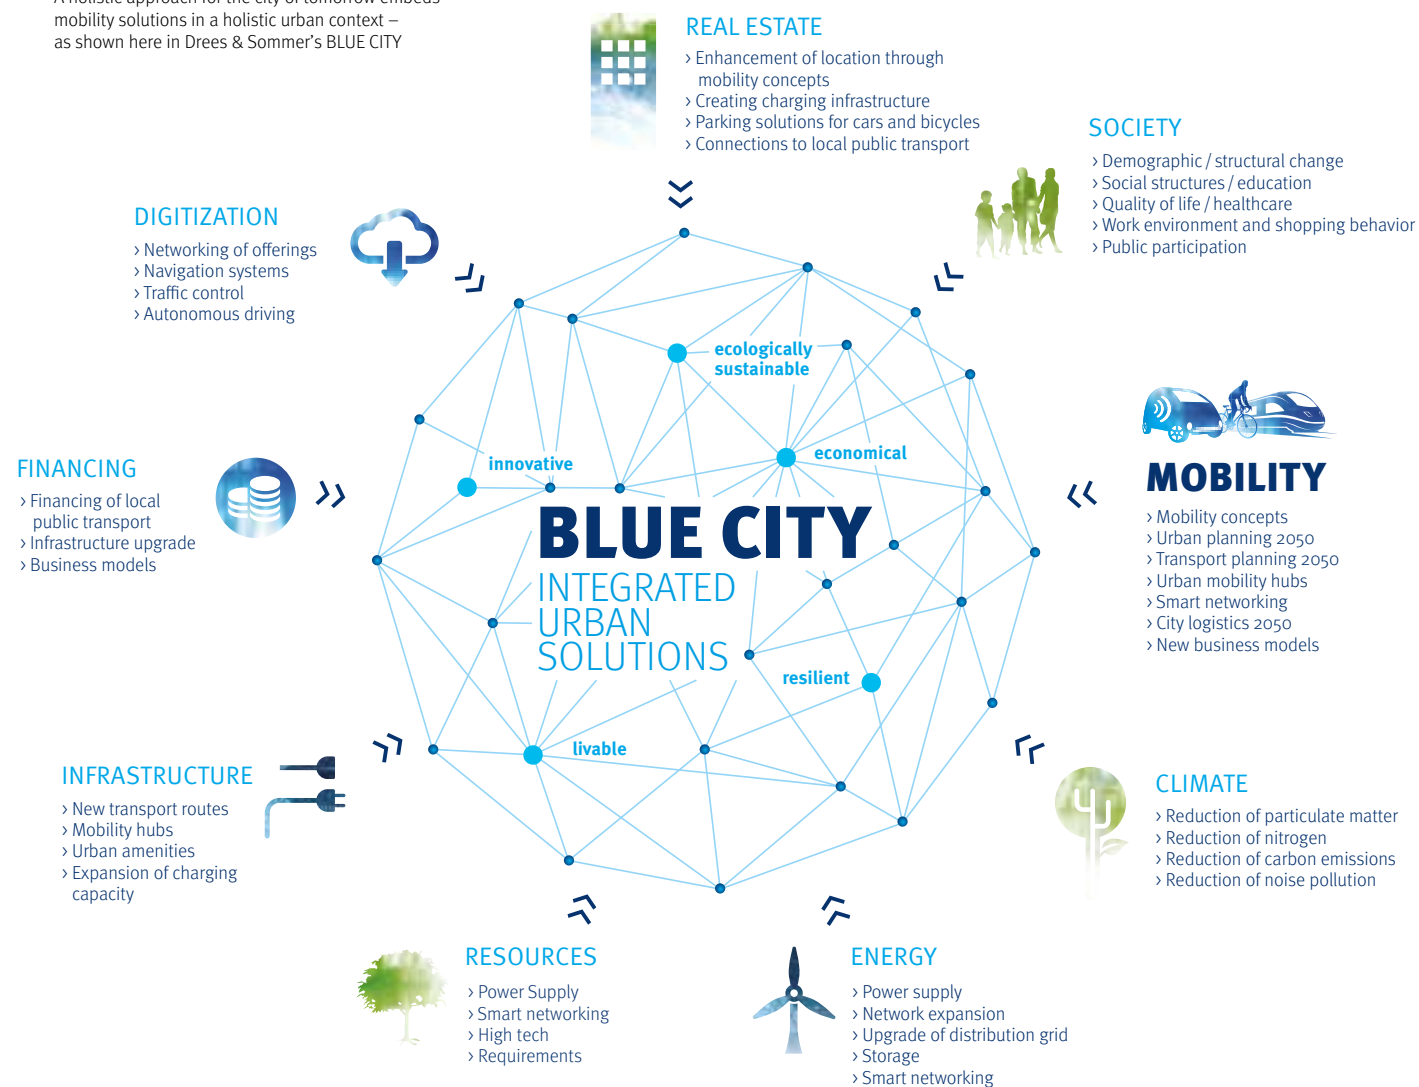 A holistic approach for the city of tomorrow embeds
mobility solutions in a holistic urban context –
as shown here in Drees & Sommer's BLUE CITY
REAL ESTATE
› Enhancement of location through
mobility concepts
› Creating charging infrastructure
› Parking solutions for cars and bicycles
› Connections to local public transport
SOCIETY
› Demographic / structural change
› Social structures / education
› Quality of life / healthcare
› Work environment and shopping behavior
› Public participation
DIGITIZATION
› Networking of offerings
› Navigation systems
› Traffic control
› Autonomous driving
ecologically
sustainable
economical
innovative
FINANCING
› Financing of local
public transport
› Infrastructure upgrade
› Business models
MOBILITY
› Mobility concepts
› Urban planning 2050
› Transport planning 2050
› Urban mobility hubs
› Smart networking
› City logistics 2050
› New business models
BLUE CITY
INTEGRATED
URBAN
SOLUTIONS
resilient
livable
INFRASTRUCTURE
› New transport routes
› Mobility hubs
› Urban amenities
› Expansion of charging
capacity
CLIMATE
› Reduction of particulate matter
› Reduction of nitrogen
› Reduction of carbon emissions
› Reduction of noise pollution
RESOURCES
› Power Supply
› Smart networking
› High tech
› Requirements
ENERGY
› Power supply
› Network expansion
› Upgrade of distribution grid
› Storage
› Smart networking